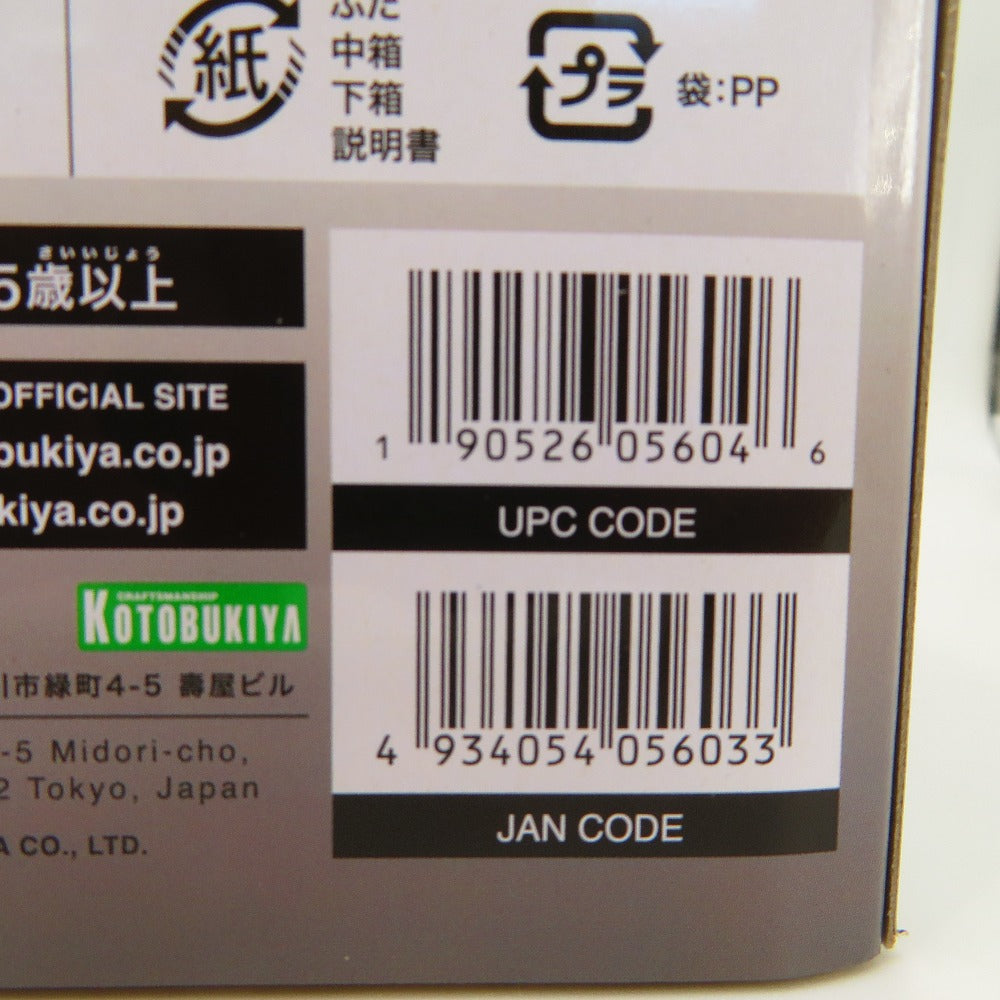 紙
ふた
中箱
下箱
説明書
プラ
袋:PP
さいいじょう
5歳以上
OFFICIAL SITE
bukiya.co.jp
kiya.co.jp
CRAFTSMANSHIP
KOTOBUKIYA
川市緑町4-5 壽屋ビル
-5 Midori-cho,
2 Tokyo, Japan
A CO., LTD.
1 90526 05604 6
UPC CODE
4 934054 056033
JAN CODE